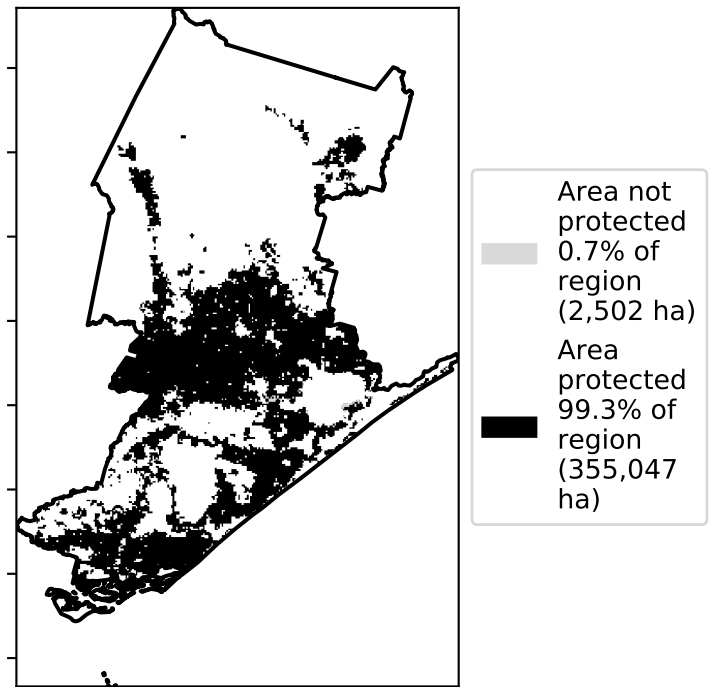 Area not
protected
0.7% of
region
(2,502 ha)
Area
protected
99.3% of
region
(355,047
ha)